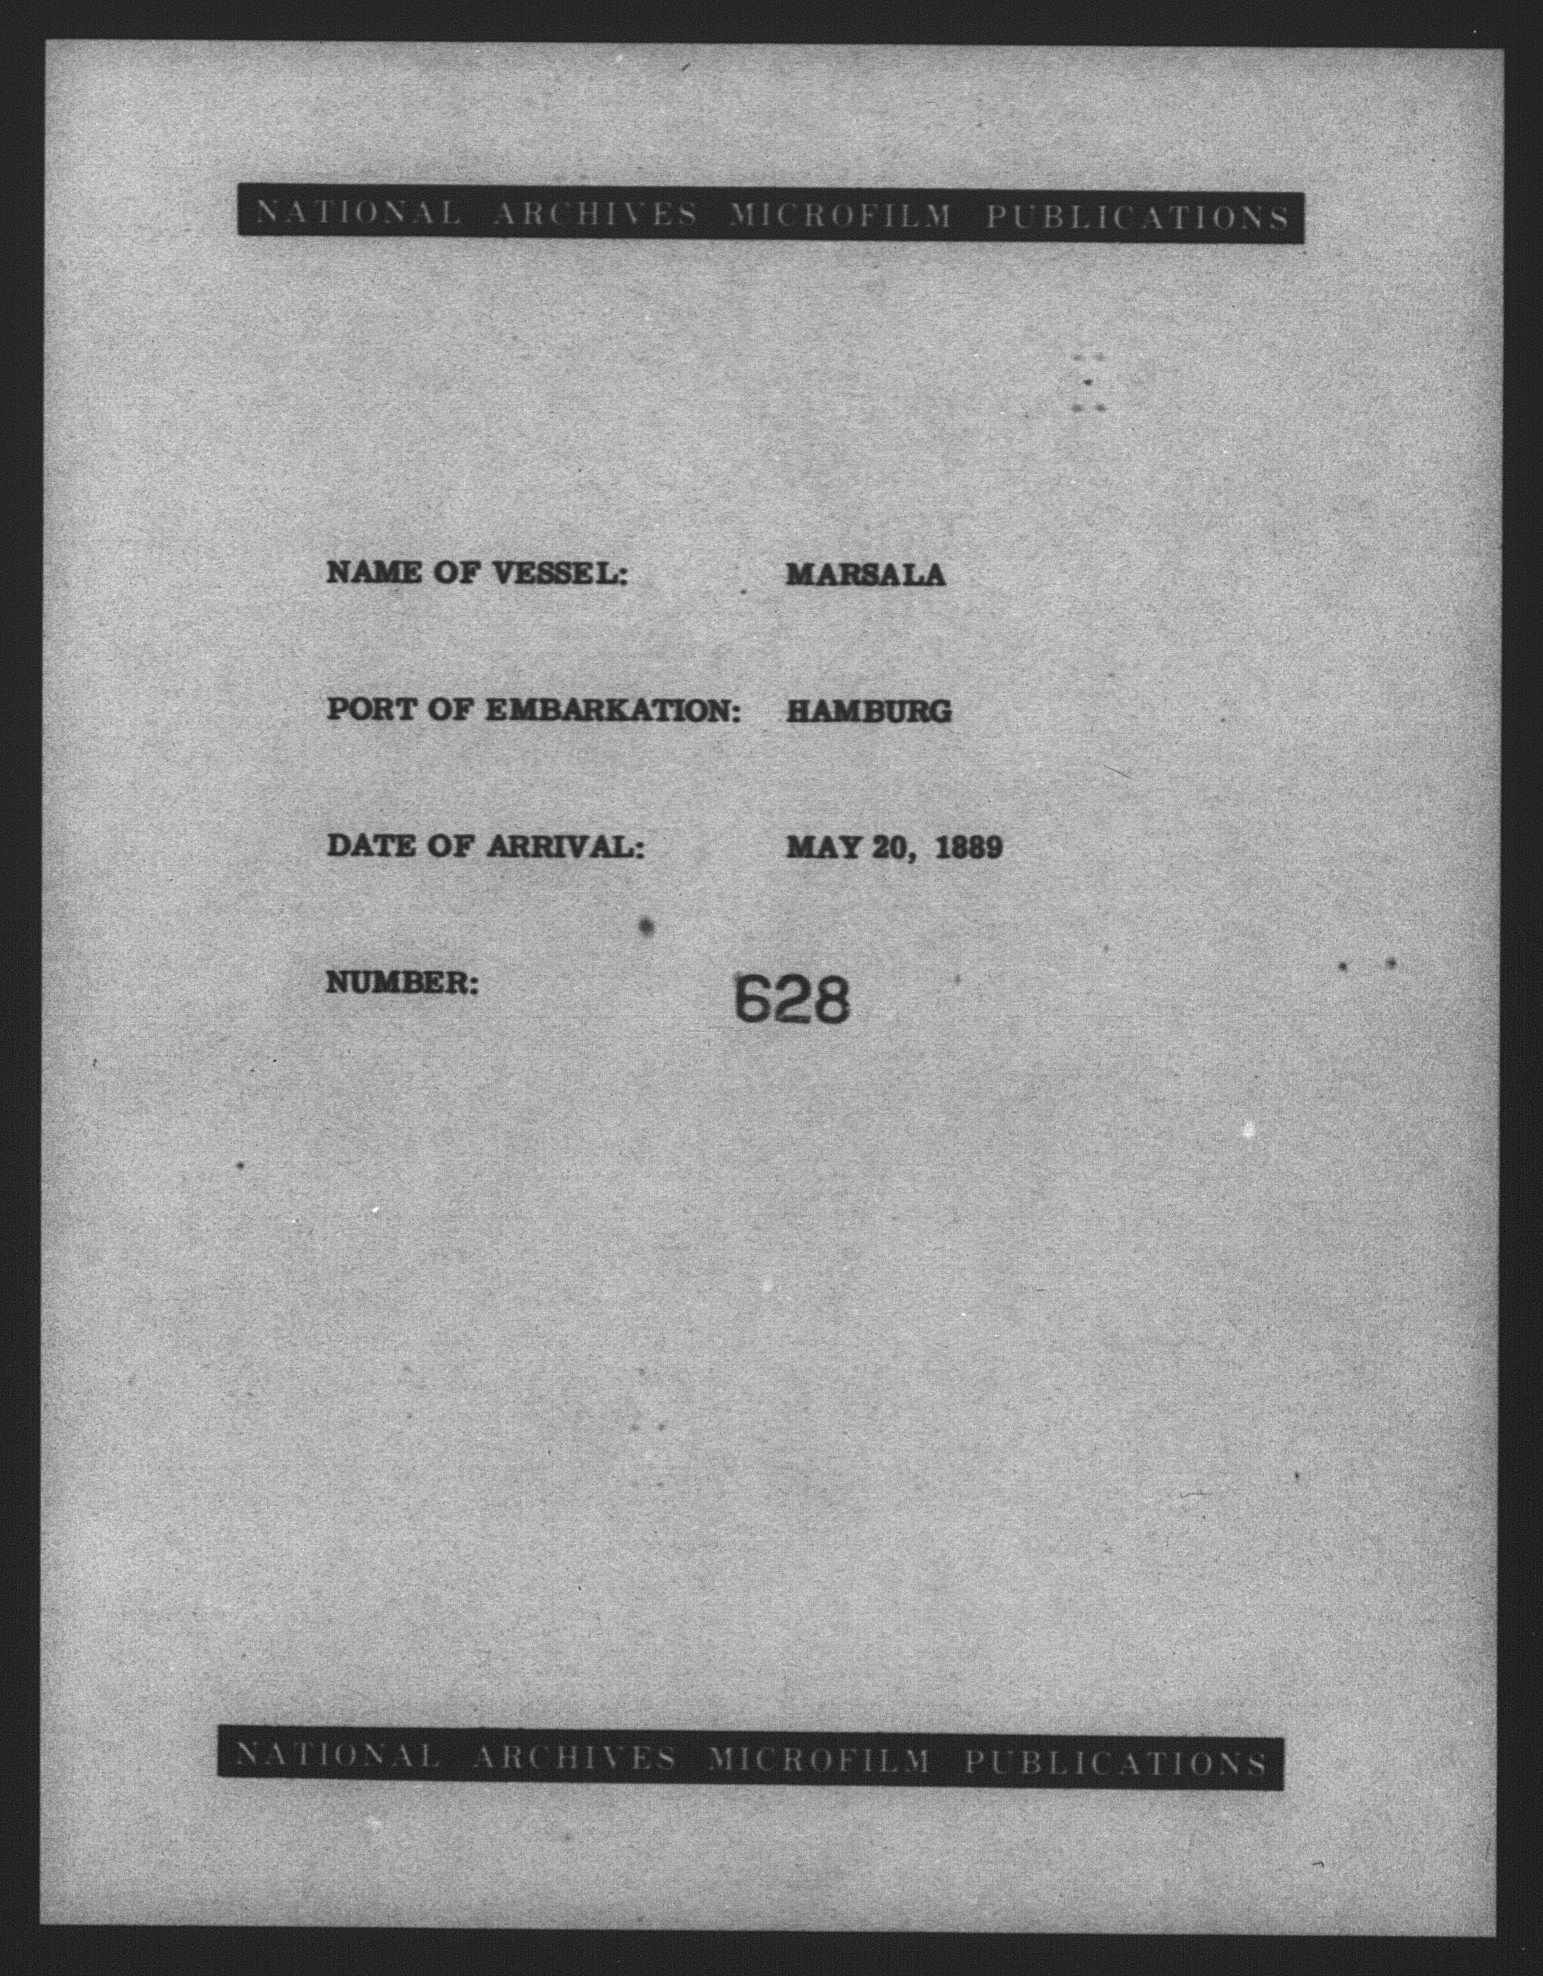 NATIONAL ARCHIVES MICROFILM PUBLICATIONS
NAME OF VESSEL: MARSALA
PORT OF EMBARKATION: HAMBURG
DATE OF ARRIVAL: MAY 20, 1889
NUMBER: 628
NATIONAL ARCHIVES MICROFILM PUBLICATIONS